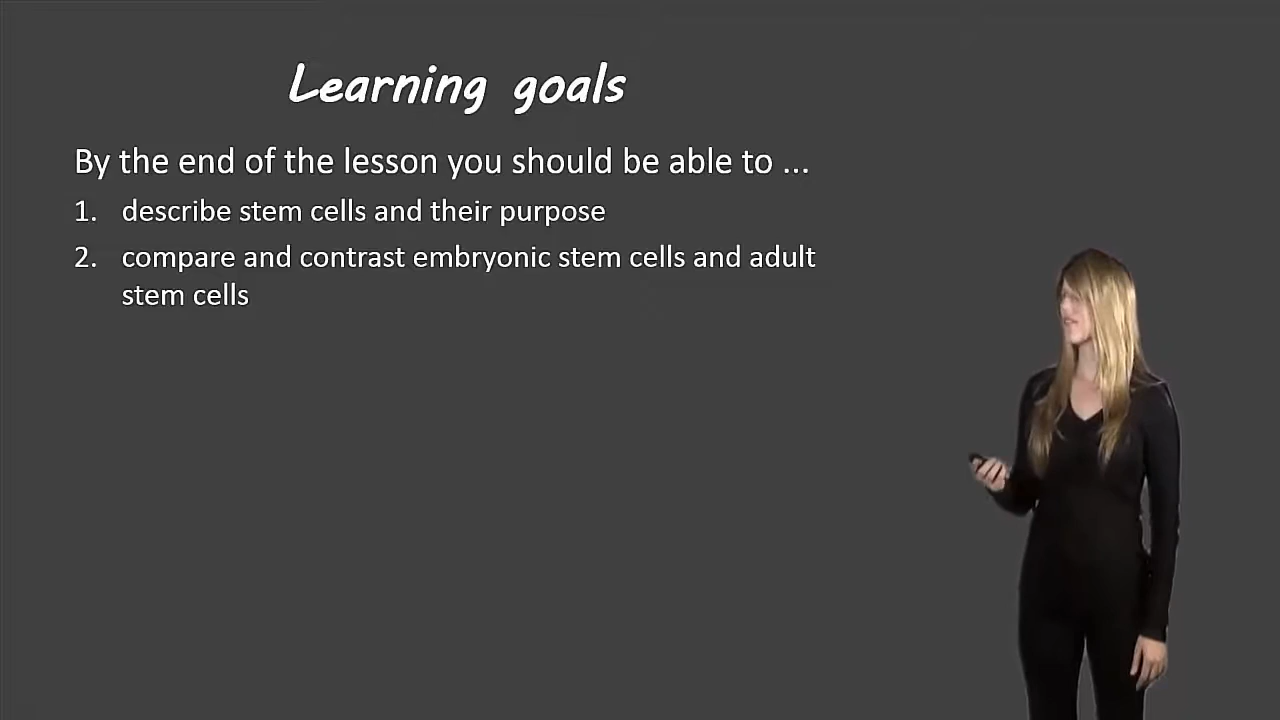 Learning goals
By the end of the lesson you should be able to ...
1. describe stem cells and their purpose
2. compare and contrast embryonic stem cells and adult
stem cells